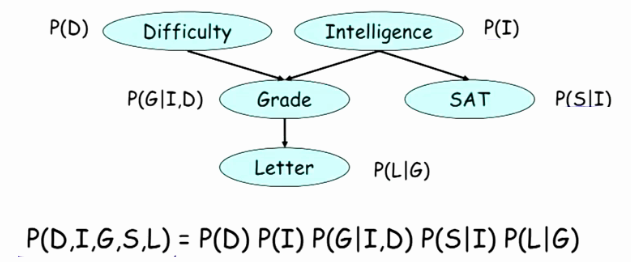 P(D) Difficulty Intelligence P(I)
P(G|I,D) Grade SAT P(S|I)
Letter P(L|G)
P(D,I,G,S,L) = P(D) P(I) P(G|I,D) P(S|I) P(L|G)